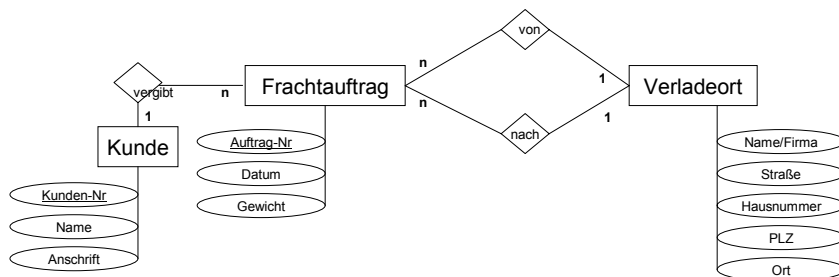 von
n
1
Frachtauftrag
Verladeort
vergibt
n
n
1
1
nach
Kunde
Auftrag-Nr
Datum
Gewicht
Name/Firma
Straße
Hausnummer
PLZ
Ort
Kunden-Nr
Name
Anschrift